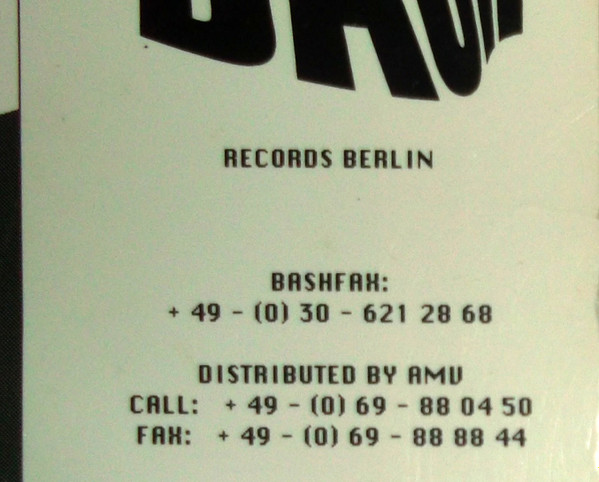 RECORDS BERLIN
BASHFAX:
+ 49 - (0) 30 - 621 28 68
DISTRIBUTED BY AMV
CALL: + 49 - (0) 69 - 88 04 50
FAX: + 49 - (0) 69 - 88 88 44